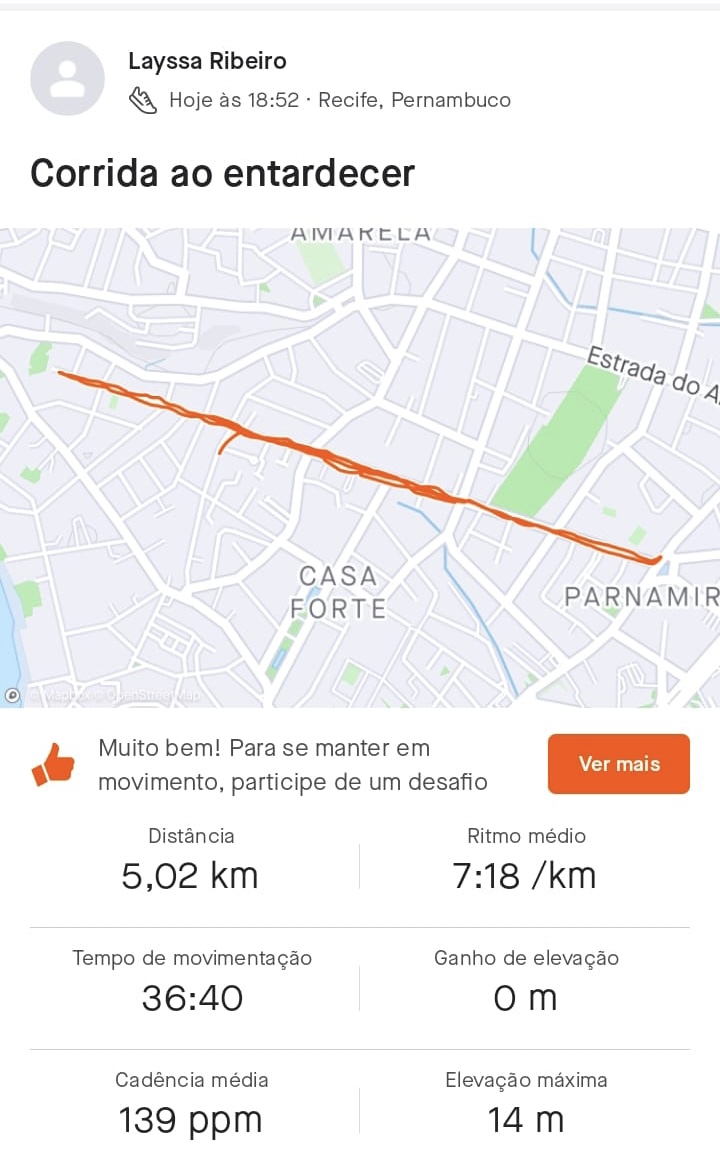 Layssa Ribeiro
Hoje às 18:52 · Recife, Pernambuco
Corrida ao entardecer
AMARELA
Estrada do A
CASA
FORTE
PARNAMIR
© Mapbox © OpenStreetMap
Muito bem! Para se manter em
movimento, participe de um desafio
Ver mais
Distância
5,02 km
Ritmo médio
7:18 /km
Tempo de movimentação
36:40
Ganho de elevação
0 m
Cadência média
139 ppm
Elevação máxima
14 m